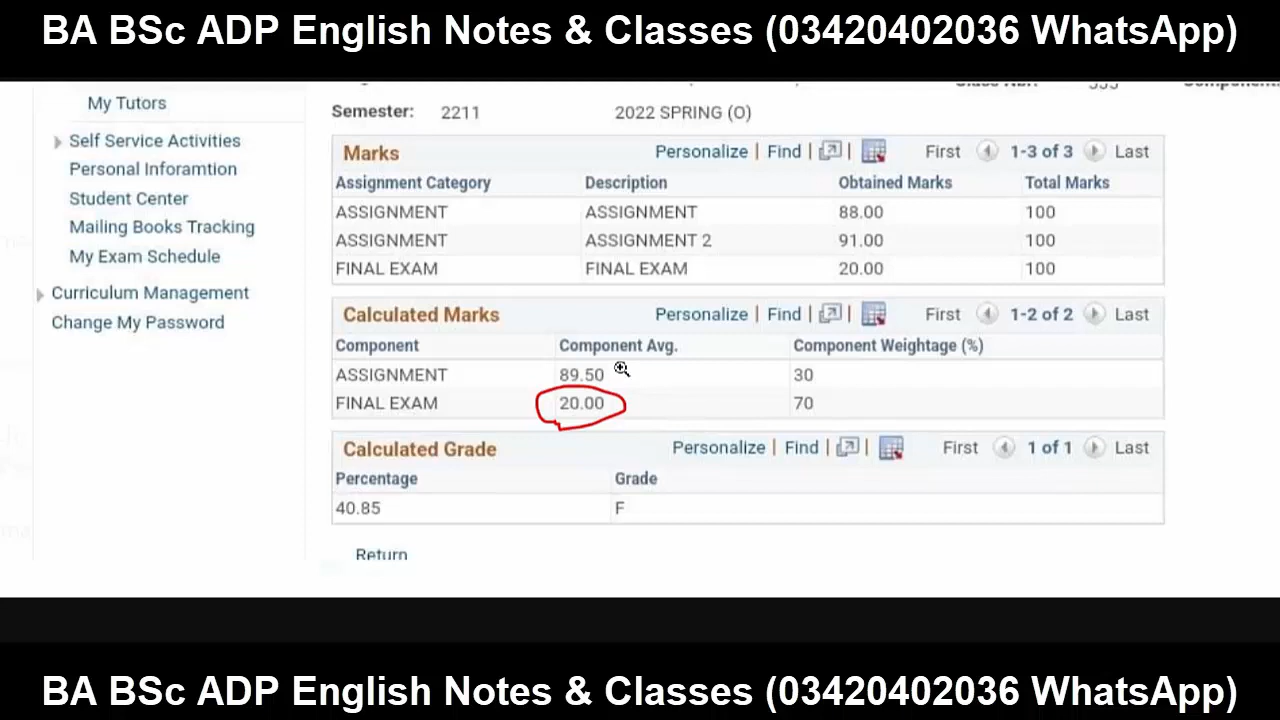 BA BSc ADP English Notes & Classes (03420402036 WhatsApp)
My Tutors
Self Service Activities
Personal Inforamtion
Student Center
Mailing Books Tracking
My Exam Schedule
Curriculum Management
Change My Password
Semester: 2211 2022 SPRING (O)
Marks Personalize | Find | | First 1-3 of 3 Last
Assignment Category Description Obtained Marks Total Marks
ASSIGNMENT ASSIGNMENT 88.00 100
ASSIGNMENT ASSIGNMENT 2 91.00 100
FINAL EXAM FINAL EXAM 20.00 100
Calculated Marks Personalize | Find | | First 1-2 of 2 Last
Component Component Avg. Component Weightage (%)
ASSIGNMENT 89.50 30
FINAL EXAM 20.00 70
Calculated Grade Personalize | Find | | First 1 of 1 Last
Percentage Grade
40.85 F
Return
BA BSc ADP English Notes & Classes (03420402036 WhatsApp)